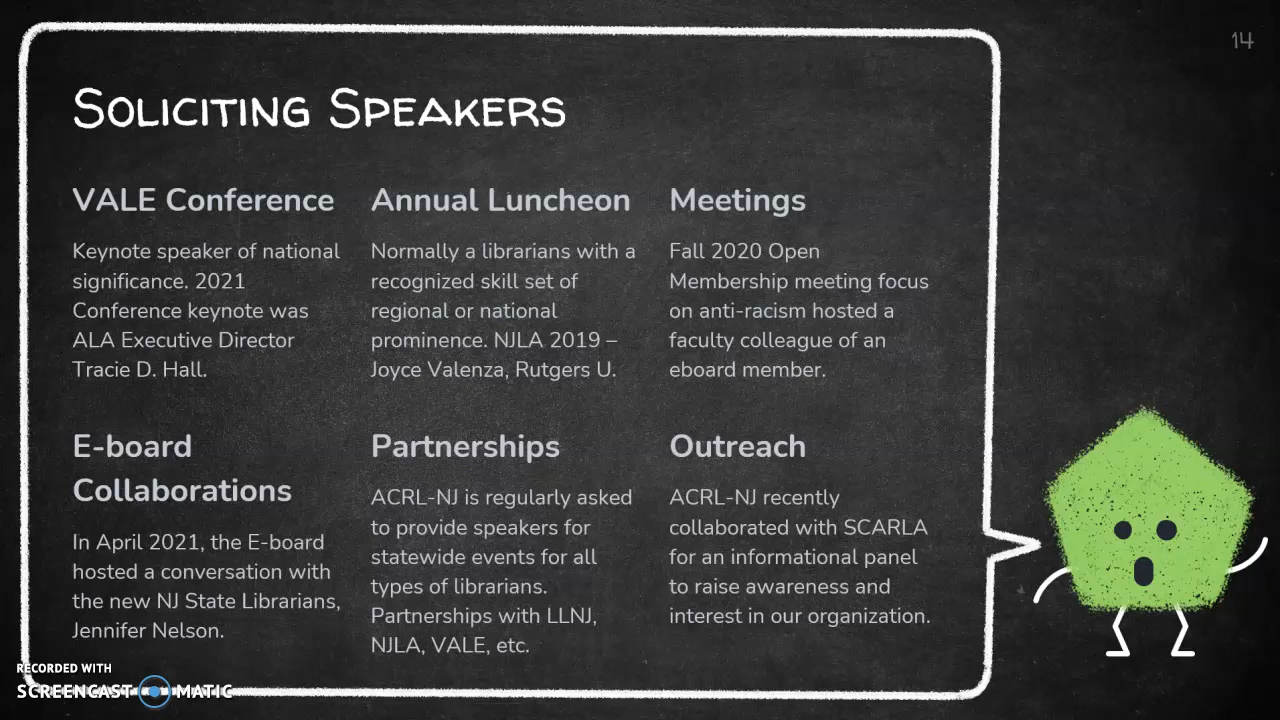 14
Soliciting Speakers
VALE Conference
Keynote speaker of national
significance. 2021
Conference keynote was
ALA Executive Director
Tracie D. Hall.
Annual Luncheon
Normally a librarians with a
recognized skill set of
regional or national
prominence. NJLA 2019 –
Joyce Valenza, Rutgers U.
Meetings
Fall 2020 Open
Membership meeting focus
on anti-racism hosted a
faculty colleague of an
eboard member.
E-board
Collaborations
In April 2021, the E-board
hosted a conversation with
the new NJ State Librarians,
Jennifer Nelson.
Partnerships
ACRL-NJ is regularly asked
to provide speakers for
statewide events for all
types of librarians.
Partnerships with LLNJ,
NJLA, VALE, etc.
Outreach
ACRL-NJ recently
collaborated with SCARLA
for an informational panel
to raise awareness and
interest in our organization.
RECORDED WITH
SCREENCAST MATIC